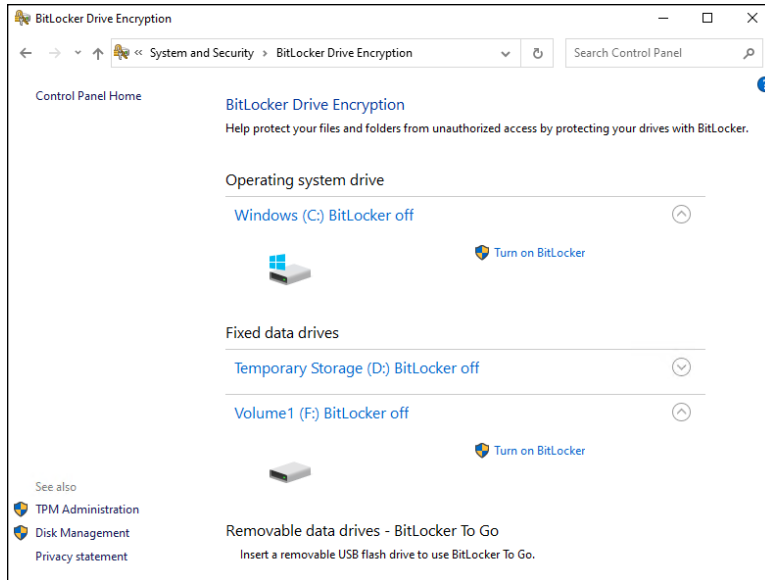 BitLocker Drive Encryption
« System and Security > BitLocker Drive Encryption
Search Control Panel
Control Panel Home
BitLocker Drive Encryption
Help protect your files and folders from unauthorized access by protecting your drives with BitLocker.
Operating system drive
Windows (C:) BitLocker off
Turn on BitLocker
Fixed data drives
Temporary Storage (D:) BitLocker off
Volume1 (F:) BitLocker off
Turn on BitLocker
See also
TPM Administration
Disk Management
Privacy statement
Removable data drives - BitLocker To Go
Insert a removable USB flash drive to use BitLocker To Go.